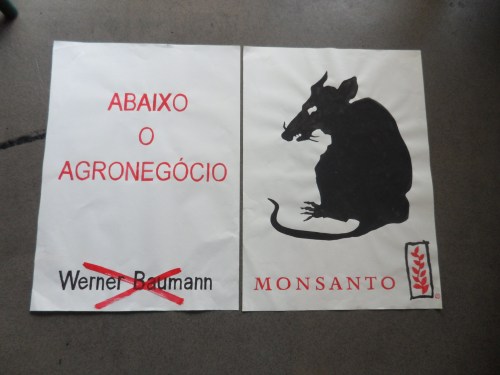 ABAIXO
O
AGRONEGÓCIO
Werner Baumann
MONSANTO